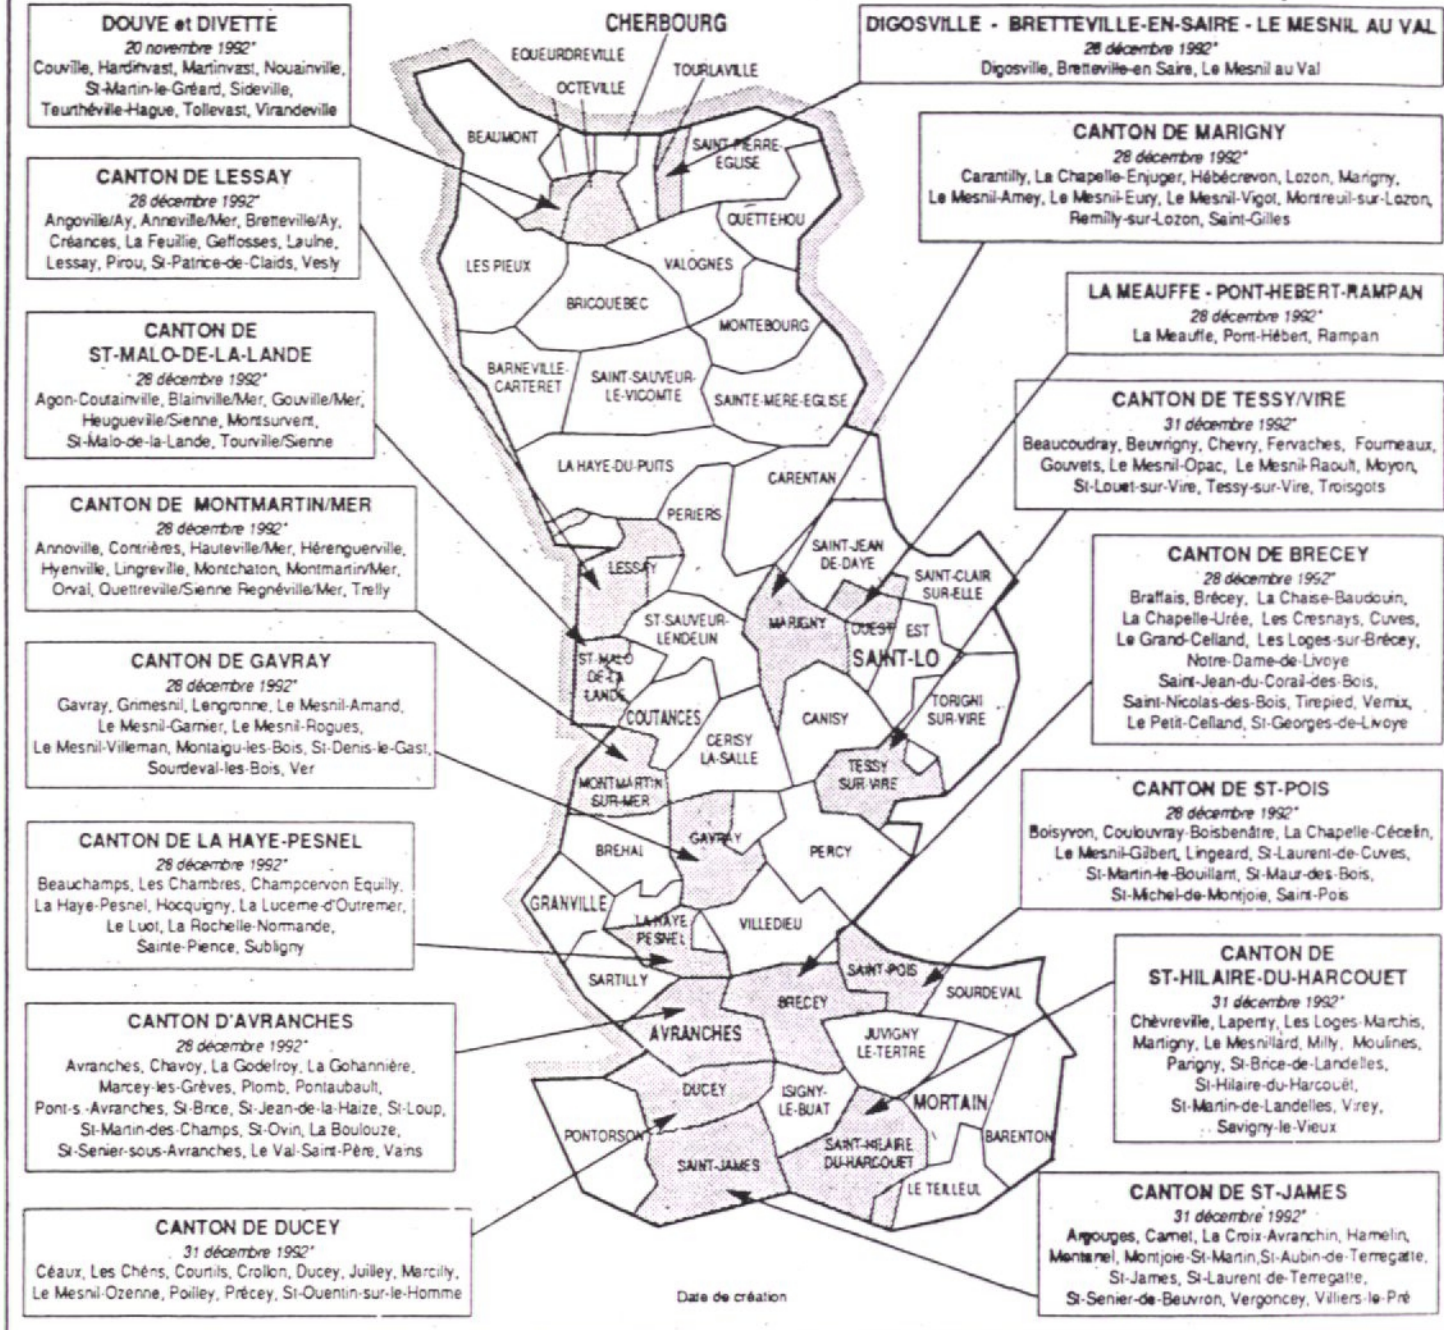 DOUVE et DIVETTE
20 novembre 1992*
Couville, Hardinvast, Martinvast, Nouainville,
St-Martin-le-Gréard, Sideville,
Teurthéville-Hague, Tollevast, Virandeville
CANTON DE LESSAY
28 décembre 1992*
Angoville/Ay, Anneville/Mer, Bretteville/Ay,
Créances, La Feuillie, Geffosses, Laulne,
Lessay, Pirou, St-Patrice-de-Claids, Vesly
CANTON DE
ST-MALO-DE-LA-LANDE
28 décembre 1992*
Agon-Coutainville, Blainville/Mer, Gouville/Mer,
Heugueville/Sienne, Montsurvent,
St-Malo-de-la-Lande, Tourville/Sienne
CANTON DE MONTMARTIN/MER
28 décembre 1992*
Annoville, Contrières, Hauteville/Mer, Hérenguerville,
Hyenville, Lingreville, Montchaton, Montmartin/Mer,
Orval, Quettreville/Sienne Regnéville/Mer, Trelly
CANTON DE GAVRAY
28 décembre 1992*
Gavray, Grimesnil, Lengronne, Le Mesnil-Amand,
Le Mesnil-Garnier, Le Mesnil-Rogues,
Le Mesnil-Villeman, Montaigu-les-Bois, St-Denis-le-Gast,
Sourdeval-les-Bois, Ver
CANTON DE LA HAYE-PESNEL
28 décembre 1992*
Beauchamps, Les Chambres, Champcervon Equilly,
La Haye-Pesnel, Hocquigny, La Lucerne-d'Outremer,
Le Luot, La Rochelle-Normande,
Sainte-Pience, Subligny
CANTON D'AVRANCHES
28 décembre 1992*
Avranches, Chavoy, La Godefroy, La Gohannière,
Marcey-les-Grèves, Plomb, Pontaubault,
Pont-s.-Avranches, St-Brice, St-Jean-de-la-Haize, St-Loup,
St-Martin-des-Champs, St-Ovin, La Boulouze,
St-Senier-sous-Avranches, Le Val-Saint-Père, Vains
CANTON DE DUCEY
31 décembre 1992*
Céaux, Les Chéns, Courtils, Crollon, Ducey, Juilley, Marcilly,
Le Mesnil-Ozenne, Poilley, Précey, St-Quentin-sur-le-Homme
CHERBOURG
EQUEURDREVILLE
TOURLAVILLE
OCTEVILLE
BEAUMONT
SAINT-PIERRE-
EGLISE
QUETTEHOU
LES PIEUX
VALOGNES
BRICQUEBEC
MONTEBOURG
BARNEVILLE-
CARTERET
SAINT-SAUVEUR-
LE-VICOMTE
SAINTE-MERE-EGLISE
LA HAYE-DU-PUITS
CARENTAN
PERIERS
SAINT-JEAN
DE-DAYE
LESSAY
SAINT-CLAIR
SUR-ELLE
MARIGNY
OUEST
EST
ST-SAUVEUR-
LENDELIN
SAINT-LO
ST-MALO
DE-LA
LANDE
COUTANCES
CANISY
TORIGNI
SUR-VIRE
CERISY
LA-SALLE
TESSY
SUR-VIRE
MONTMARTIN
SUR-MER
GAVRAY
PERCY
BREHAL
GRANVILLE
LA HAYE
PESNEL
VILLEDIEU
SARTILLY
SAINT-POIS
SOURDEVAL
BRECEY
AVRANCHES
JUVIGNY
LE-TERTRE
DUCEY
ISIGNY-
LE-BUAT
MORTAIN
PONTORSON
BARENTON
SAINT-JAMES
SAINT-HILAIRE
DU-HARCOUET
LE TEILLEUL
Date de création
DIGOSVILLE - BRETTEVILLE-EN-SAIRE - LE MESNIL AU VAL
28 décembre 1992*
Digosville, Bretteville-en Saire, Le Mesnil au Val
CANTON DE MARIGNY
28 décembre 1992*
Carantilly, La Chapelle-Enjuger, Hébécrevon, Lozon, Marigny,
Le Mesnil-Amey, Le Mesnil-Eury, Le Mesnil-Vigot, Montreuil-sur-Lozon,
Remilly-sur-Lozon, Saint-Gilles
LA MEAUFFE - PONT-HEBERT-RAMPAN
28 décembre 1992*
La Meauffe, Pont-Hébert, Rampan
CANTON DE TESSY/VIRE
31 décembre 1992*
Beaucoudray, Beuvrigny, Chevry, Fervaches, Fourneaux,
Gouvets, Le Mesnil-Opac, Le Mesnil-Raoult, Moyon,
St-Louet-sur-Vire, Tessy-sur-Vire, Troisgots
CANTON DE BRECEY
28 décembre 1992*
Braffais, Brécey, La Chaise-Baudouin,
La Chapelle-Urée, Les Cresnays, Cuves,
Le Grand-Celland, Les Loges-sur-Brécey,
Notre-Dame-de-Livoye
Saint-Jean-du-Corail-des-Bois,
Saint-Nicolas-des-Bois, Tirepied, Vernix,
Le Petit-Celland, St-Georges-de-Livoye
CANTON DE ST-POIS
28 décembre 1992*
Boisyvon, Coulouvray-Boisbenâtre, La Chapelle-Cécelin,
Le Mesnil-Gilbert, Lingeard, St-Laurent-de-Cuves,
St-Martin-le-Bouillant, St-Maur-des-Bois,
St-Michel-de-Montjoie, Saint-Pois
CANTON DE
ST-HILAIRE-DU-HARCOUET
31 décembre 1992*
Chèvreville, Lapenty, Les Loges-Marchis,
Martigny, Le Mesnillard, Milly, Moulines,
Parigny, St-Brice-de-Landelles,
St-Hilaire-du-Harcouët,
St-Martin-de-Landelles, Virey,
Savigny-le-Vieux
CANTON DE ST-JAMES
31 décembre 1992*
Argouges, Carnet, La Croix-Avranchin, Hamelin,
Montanel, Montjoie-St-Martin,St-Aubin-de-Terregatte,
St-James, St-Laurent-de-Terregatte,
St-Senier-de-Beuvron, Vergoncey, Villiers-le-Pré